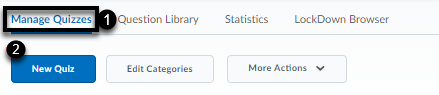 Manage Quizzes 1 Question Library Statistics LockDown Browser
2
New Quiz Edit Categories More Actions